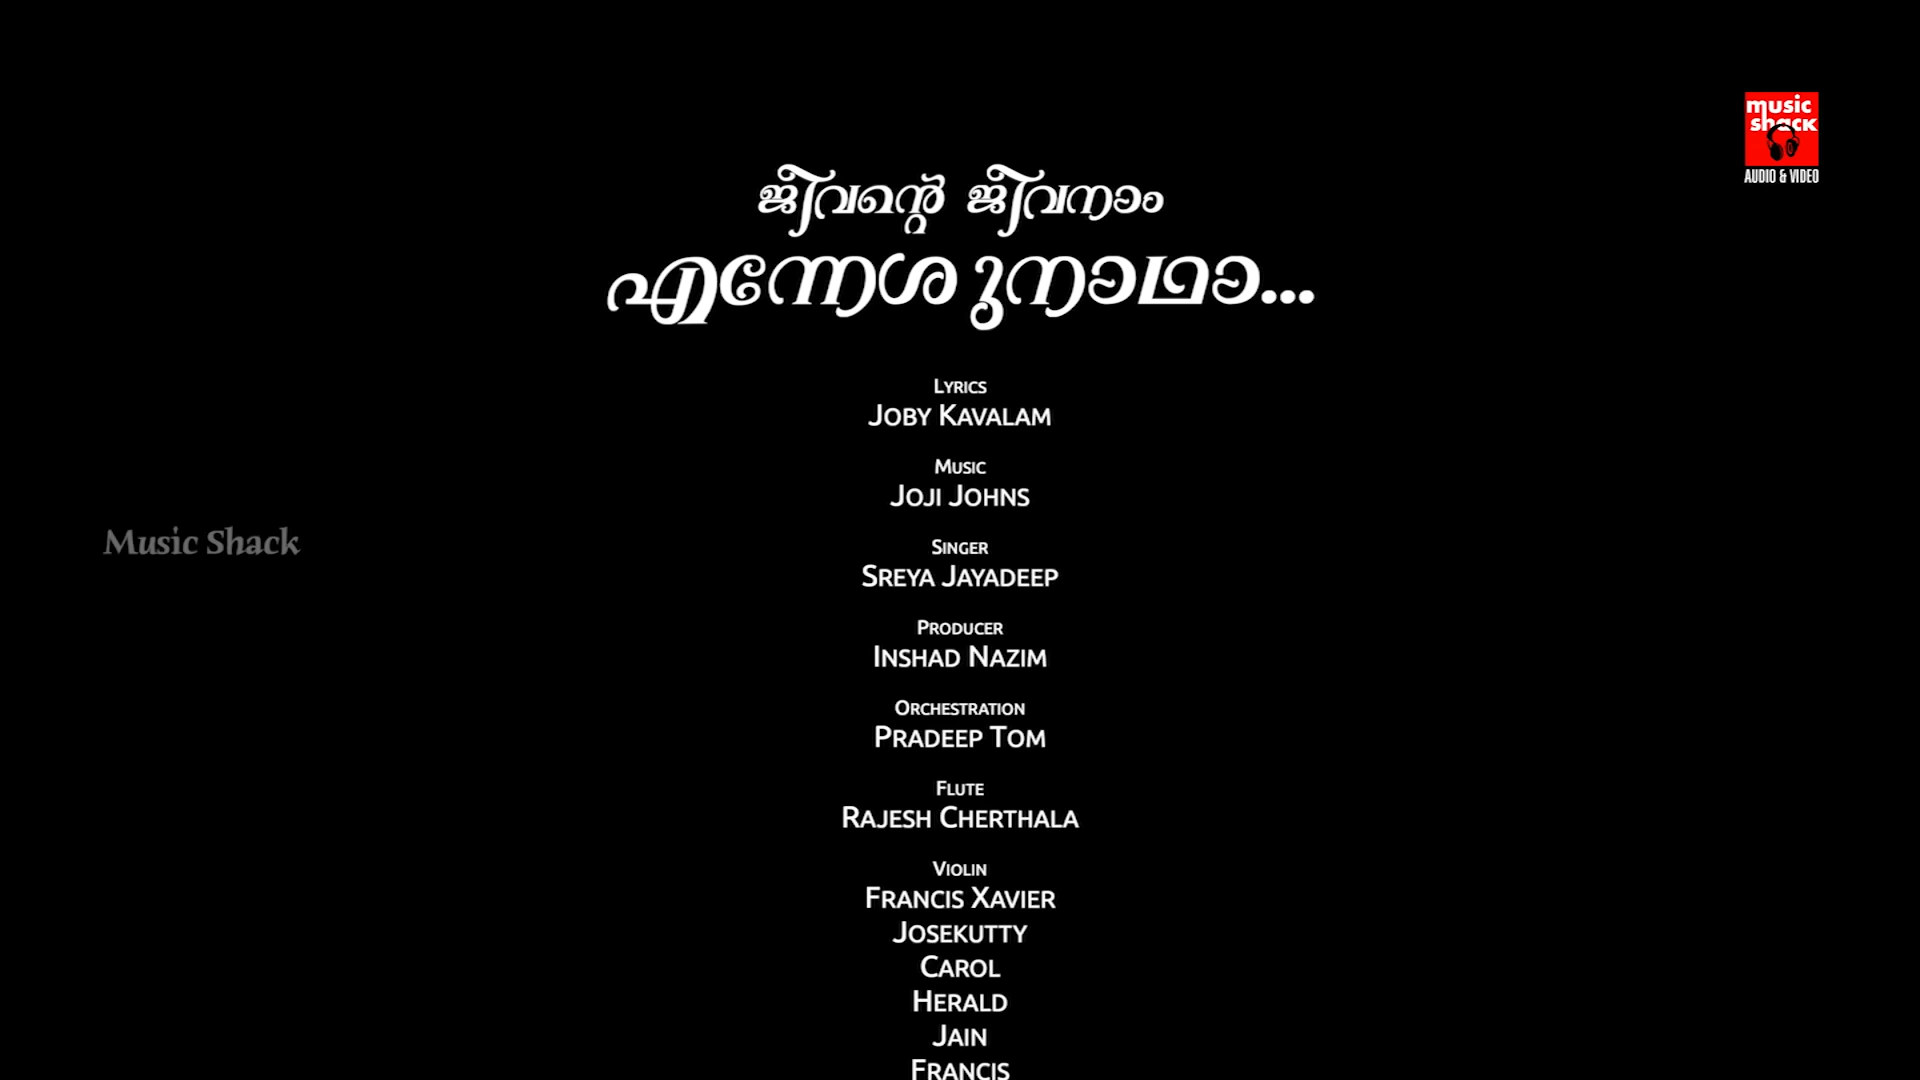 music
shack
AUDIO & VIDEO
ജീവന്റെ ജീവനാം
എന്നേശുനാഥാ...
LYRICS
JOBY KAVALAM
MUSIC
JOJI JOHNS
Music Shack
SINGER
SREYA JAYADEEP
PRODUCER
INSHAD NAZIM
ORCHESTRATION
PRADEEP TOM
FLUTE
RAJESH CHERTHALA
VIOLIN
FRANCIS XAVIER
JOSEKUTTY
CAROL
HERALD
JAIN
FRANCIS